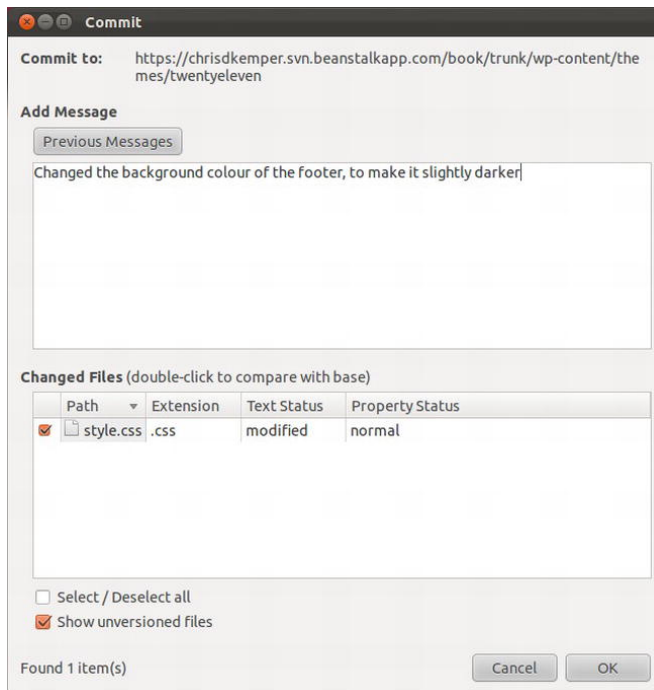 Commit
Commit to: https://chrisdkemper.svn.beanstalkapp.com/book/trunk/wp-content/the
mes/twentyeleven
Add Message
Previous Messages
Changed the background colour of the footer, to make it slightly darker
Changed Files (double-click to compare with base)
Path Extension Text Status Property Status
style.css .css modified normal
Select / Deselect all
Show unversioned files
Found 1 item(s) Cancel OK